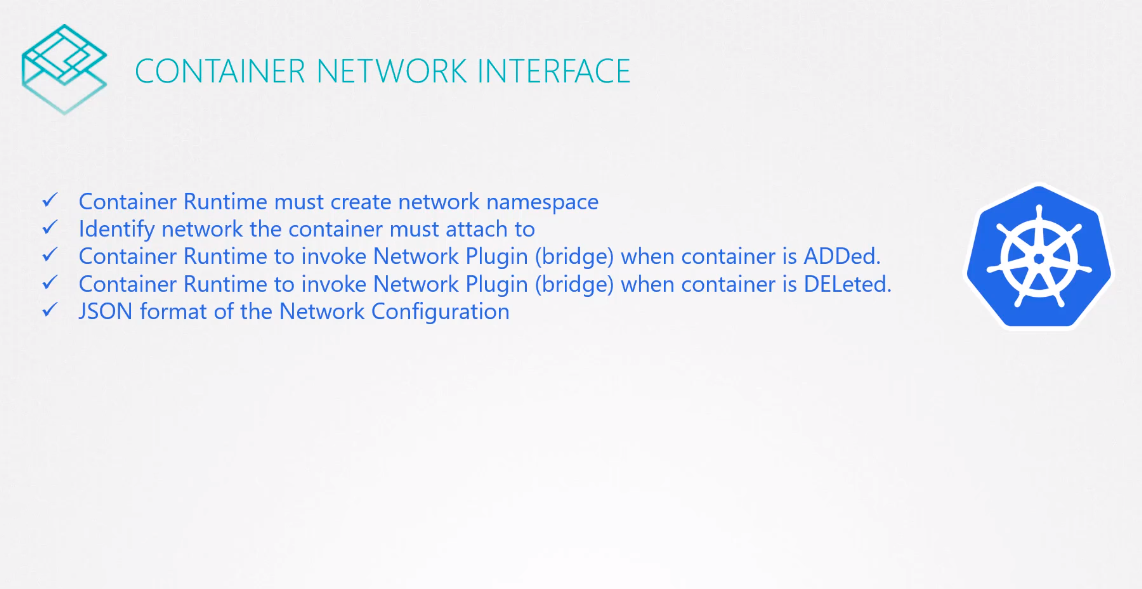 CONTAINER NETWORK INTERFACE
✓ Container Runtime must create network namespace
✓ Identify network the container must attach to
✓ Container Runtime to invoke Network Plugin (bridge) when container is ADDed.
✓ Container Runtime to invoke Network Plugin (bridge) when container is DELeted.
✓ JSON format of the Network Configuration